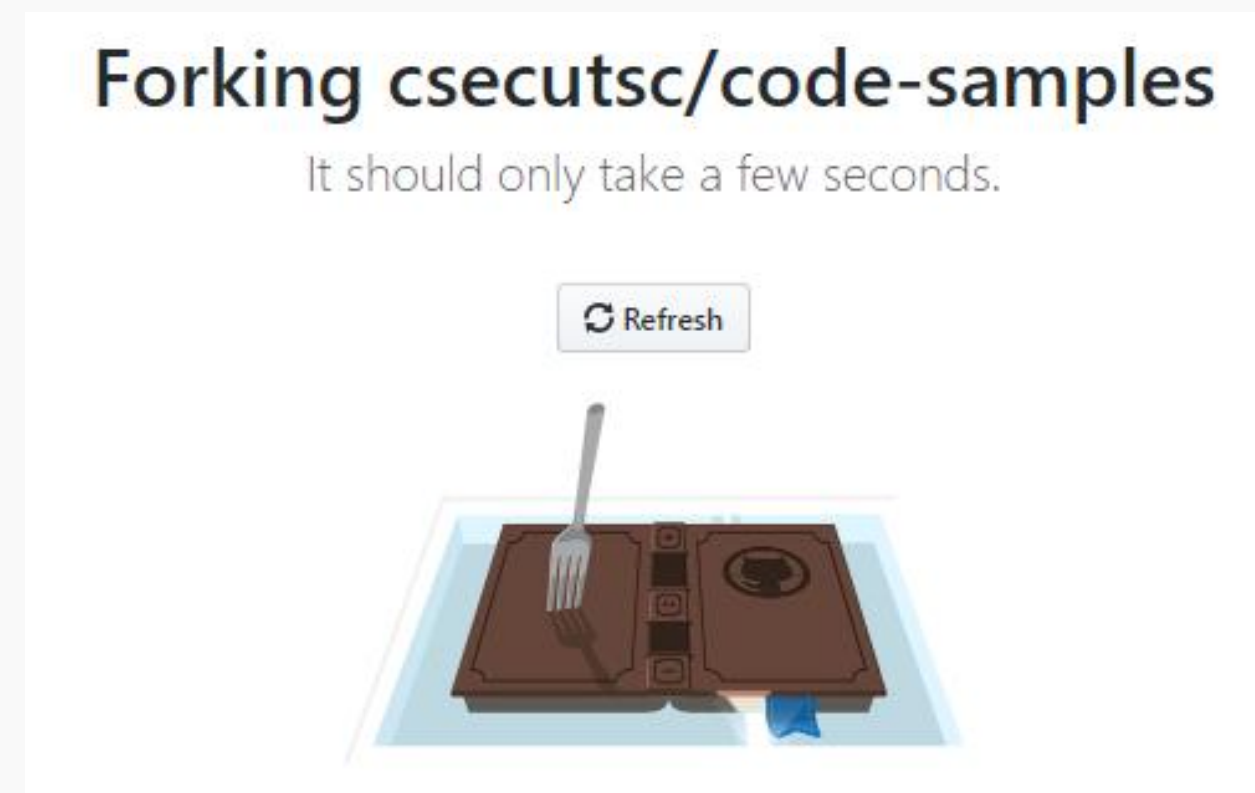 Forking csecutsc/code-samples
It should only take a few seconds.
Refresh